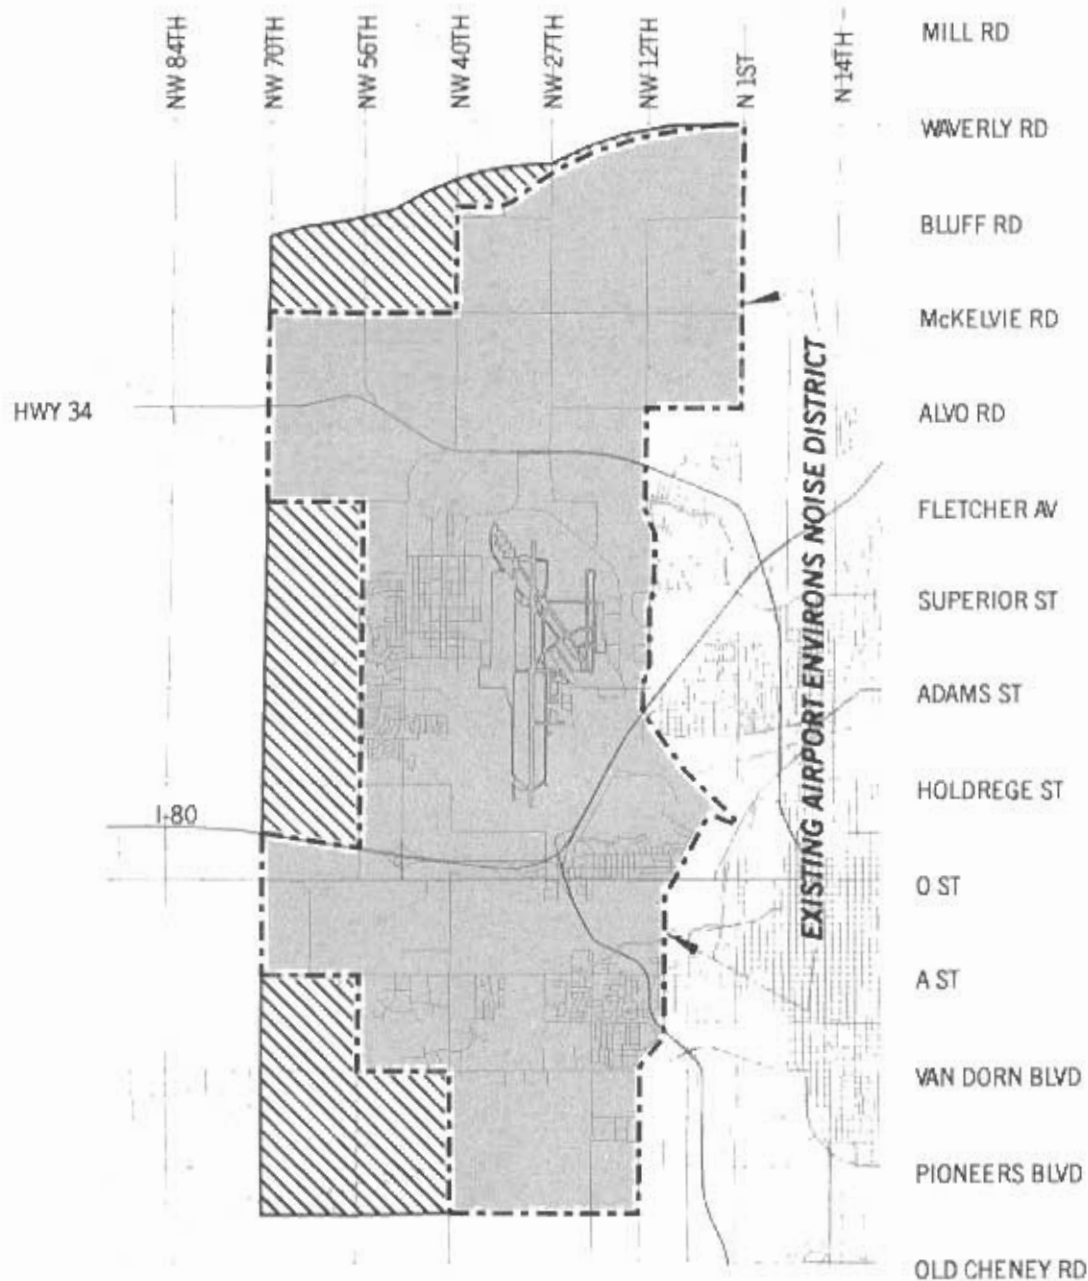 NW 84TH
NW 70TH
NW 56TH
NW 40TH
NW 27TH
NW 12TH
N 1ST
N 14TH
MILL RD
WAVERLY RD
BLUFF RD
McKELVIE RD
HWY 34
ALVO RD
EXISTING AIRPORT ENVIRONS NOISE DISTRICT
FLETCHER AV
SUPERIOR ST
ADAMS ST
HOLDREGE ST
I-80
O ST
A ST
VAN DORN BLVD
PIONEERS BLVD
OLD CHENEY RD